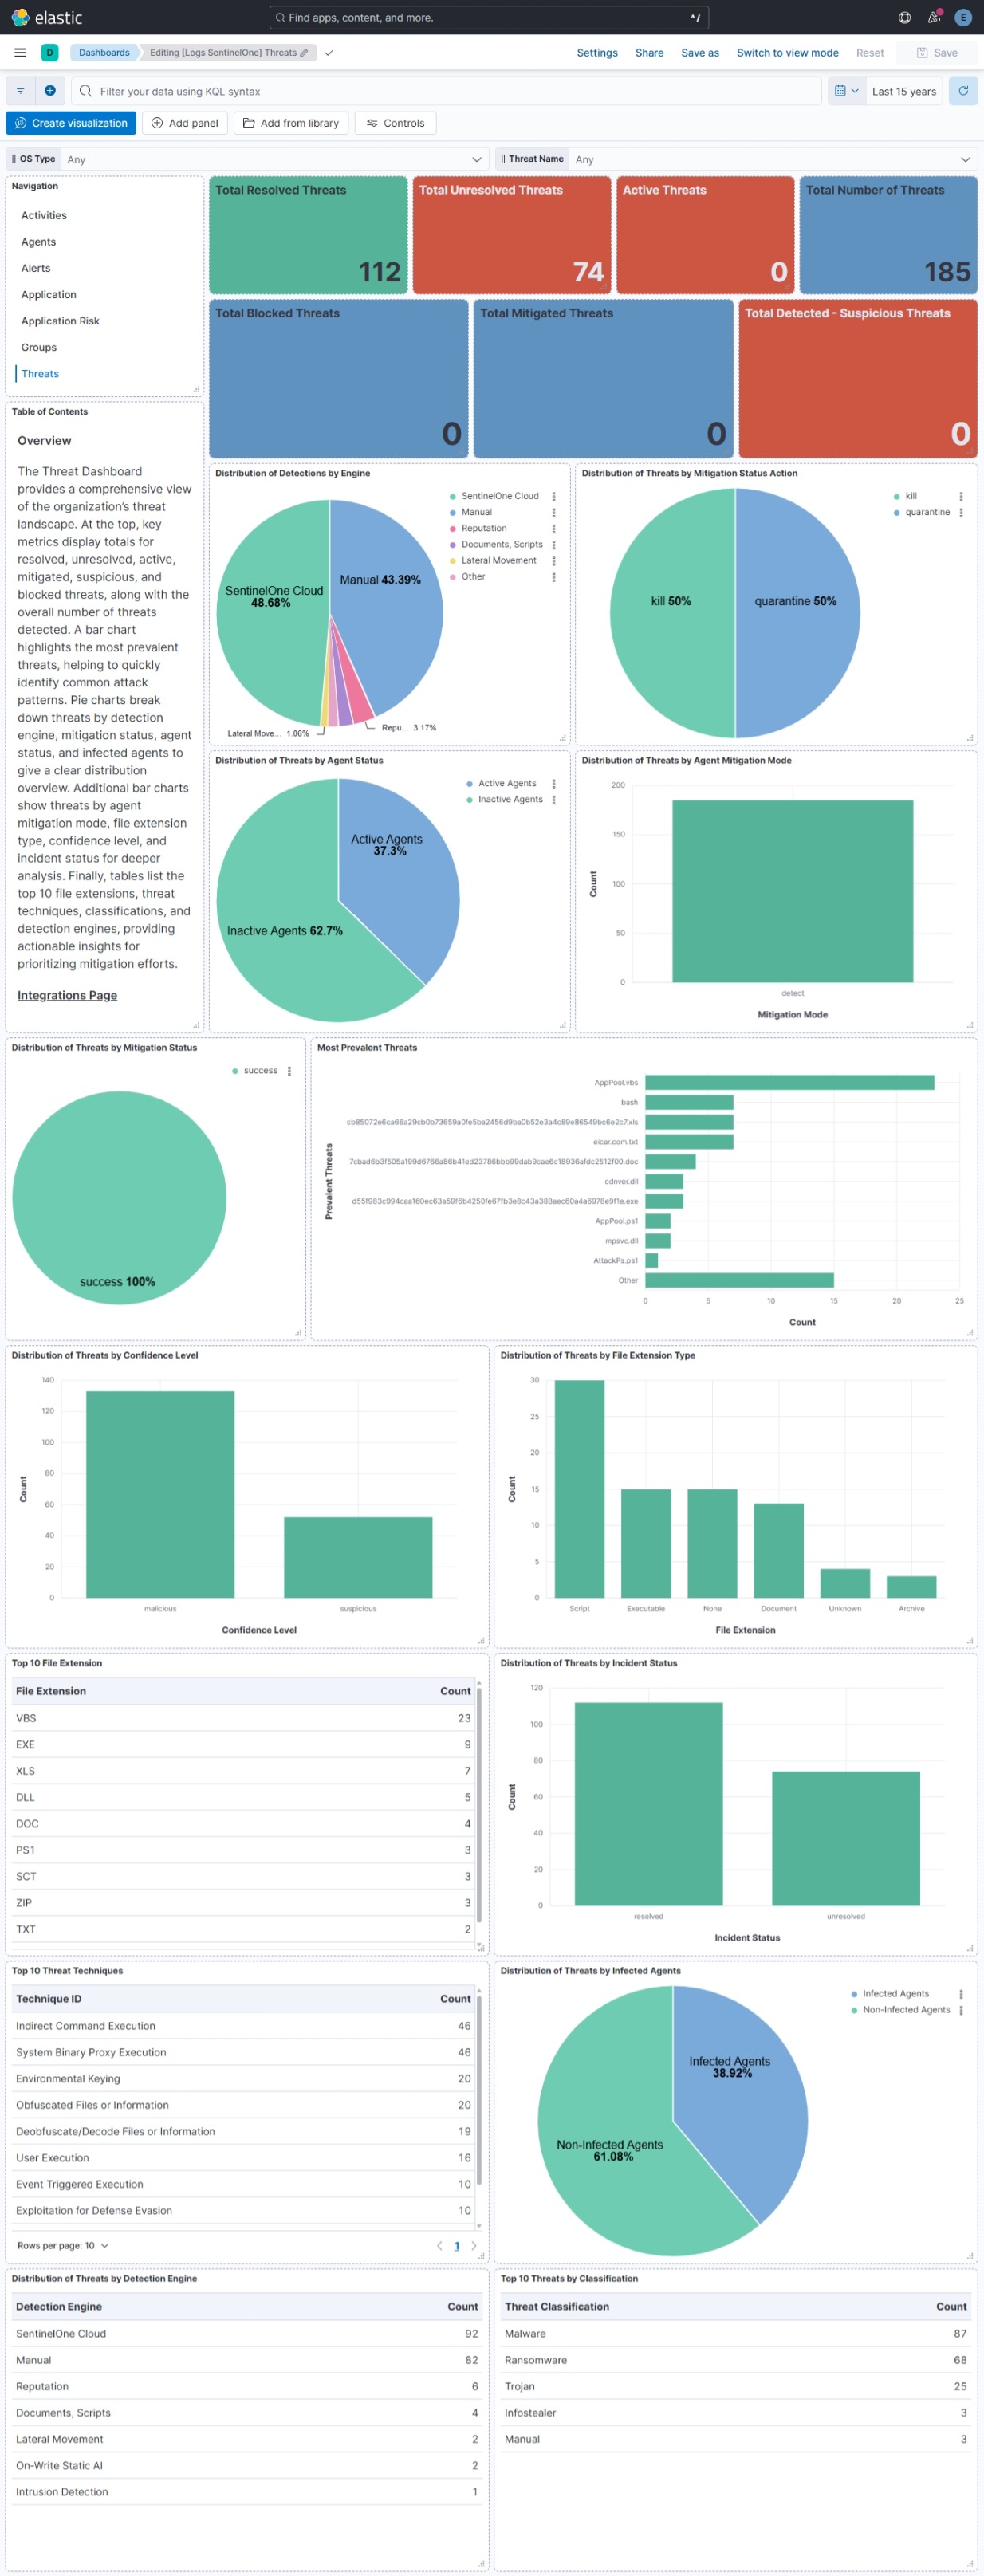 elastic
Find apps, content, and more.
^/
E
D
Dashboards
Editing [Logs SentinelOne] Threats
Settings
Share
Save as
Switch to view mode
Reset
Save
Filter your data using KQL syntax
Last 15 years
Create visualization
Add panel
Add from library
Controls
OS Type
Any
Threat Name
Any
Navigation
Activities
Agents
Alerts
Application
Application Risk
Groups
Threats
Total Resolved Threats
112
Total Unresolved Threats
74
Active Threats
0
Total Number of Threats
185
Total Blocked Threats
0
Total Mitigated Threats
0
Total Detected - Suspicious Threats
0
Table of Contents
Overview
The Threat Dashboard
provides a comprehensive view
of the organization's threat
landscape. At the top, key
metrics display totals for
resolved, unresolved, active,
mitigated, suspicious, and
blocked threats, along with the
overall number of threats
detected. A bar chart
highlights the most prevalent
threats, helping to quickly
identify common attack
patterns. Pie charts break
down threats by detection
engine, mitigation status, agent
status, and infected agents to
give a clear distribution
overview. Additional bar charts
show threats by agent
mitigation mode, file extension
type, confidence level, and
incident status for deeper
analysis. Finally, tables list the
top 10 file extensions, threat
techniques, classifications, and
detection engines, providing
actionable insights for
prioritizing mitigation efforts.
Integrations Page
Distribution of Detections by Engine
SentinelOne Cloud
Manual
Reputation
Documents, Scripts
Lateral Movement
Other
Manual 43.39%
SentinelOne Cloud
48.68%
Lateral Move... 1.06%
Repu... 3.17%
Distribution of Threats by Mitigation Status Action
kill
quarantine
kill 50%
quarantine 50%
Distribution of Threats by Agent Status
Active Agents
Inactive Agents
Active Agents
37.3%
Inactive Agents 62.7%
Distribution of Threats by Agent Mitigation Mode
200
150
100
50
0
Count
detect
Mitigation Mode
Distribution of Threats by Mitigation Status
success
success 100%
Most Prevalent Threats
Prevalent Threats
AppPool.vbs
bash
eicar.com.txt
cdnver.dll
AppPool.ps1
mpsvc.dll
AttackPs.ps1
Other
0
5
10
15
20
25
Count
Distribution of Threats by Confidence Level
140
120
100
80
60
40
20
0
Count
malicious
suspicious
Confidence Level
Distribution of Threats by File Extension Type
30
25
20
15
10
5
0
Count
Script
Executable
None
Document
Unknown
Archive
File Extension
Top 10 File Extension
File Extension Count
VBS 23
EXE 9
XLS 7
DLL 5
DOC 4
PS1 3
SCT 3
ZIP 3
TXT 2
Distribution of Threats by Incident Status
120
100
80
60
40
20
0
Count
resolved
unresolved
Incident Status
Top 10 Threat Techniques
Technique ID Count
Indirect Command Execution 46
System Binary Proxy Execution 46
Environmental Keying 20
Obfuscated Files or Information 20
Deobfuscate/Decode Files or Information 19
User Execution 16
Event Triggered Execution 10
Exploitation for Defense Evasion 10
Rows per page: 10
1
Distribution of Threats by Infected Agents
Infected Agents
Non-Infected Agents
Infected Agents
38.92%
Non-Infected Agents
61.08%
Distribution of Threats by Detection Engine
Detection Engine Count
SentinelOne Cloud 92
Manual 82
Reputation 6
Documents, Scripts 4
Lateral Movement 2
On-Write Static AI 2
Intrusion Detection 1
Top 10 Threats by Classification
Threat Classification Count
Malware 87
Ransomware 68
Trojan 25
Infostealer 3
Manual 3